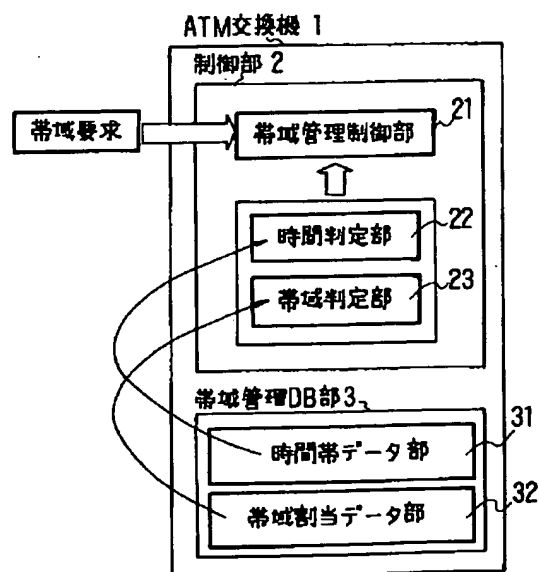 ATM交換機 1
制御部 2
帯域要求
帯域管理制御部
21
時間判定部
22
帯域判定部
23
帯域管理DB部 3
時間帯データ部
31
帯域割当データ部
32